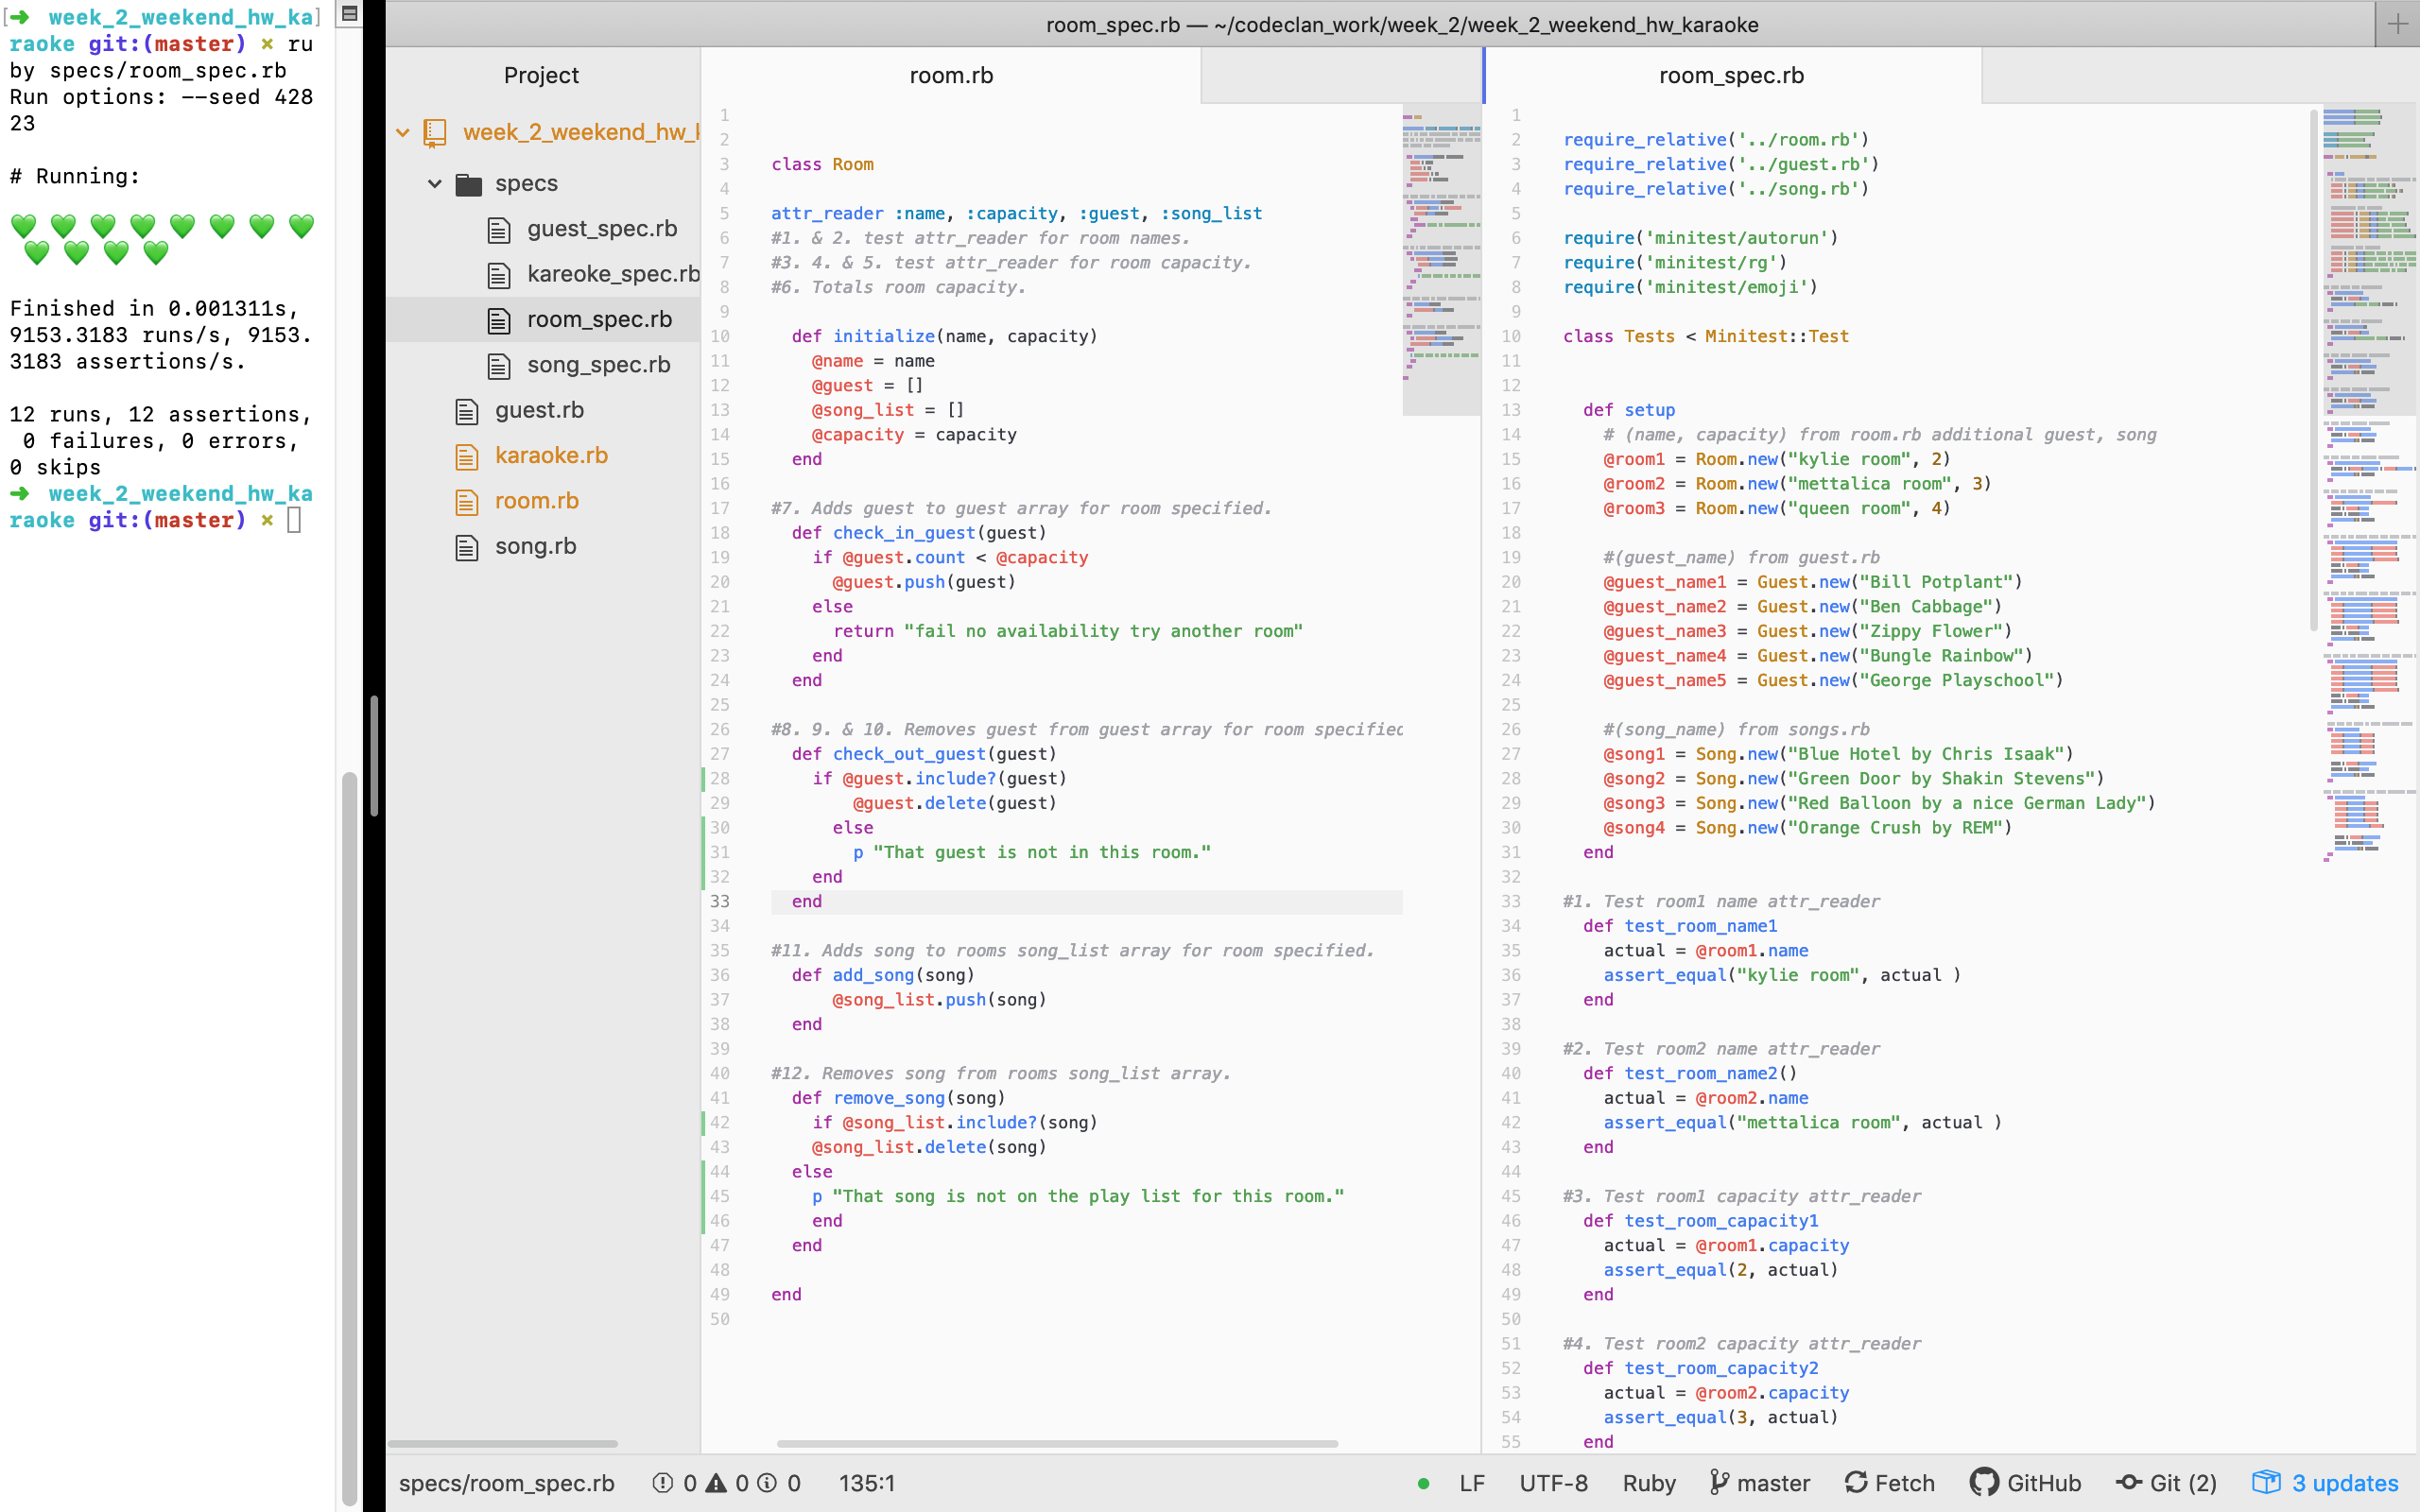 [➜  week_2_weekend_hw_ka]
raoke git:(master) × ru
by specs/room_spec.rb
Run options: --seed 428
23
# Running:
💚 💚 💚 💚 💚 💚 💚 💚
💚 💚 💚 💚
Finished in 0.001311s,
9153.3183 runs/s, 9153.
3183 assertions/s.
12 runs, 12 assertions,
0 failures, 0 errors,
0 skips
➜  week_2_weekend_hw_ka
raoke git:(master) ×
room_spec.rb — ~/codeclan_work/week_2/week_2_weekend_hw_karaoke
Project
week_2_weekend_hw_k
specs
guest_spec.rb
kareoke_spec.rb
room_spec.rb
song_spec.rb
guest.rb
karaoke.rb
room.rb
song.rb
room.rb
1
2
3 class Room
4
5 attr_reader :name, :capacity, :guest, :song_list
6 #1. & 2. test attr_reader for room names.
7 #3. 4. & 5. test attr_reader for room capacity.
8 #6. Totals room capacity.
9
10   def initialize(name, capacity)
11     @name = name
12     @guest = []
13     @song_list = []
14     @capacity = capacity
15   end
16
17 #7. Adds guest to guest array for room specified.
18   def check_in_guest(guest)
19     if @guest.count < @capacity
20       @guest.push(guest)
21     else
22       return "fail no availability try another room"
23     end
24   end
25
26 #8. 9. & 10. Removes guest from guest array for room specified
27   def check_out_guest(guest)
28     if @guest.include?(guest)
29         @guest.delete(guest)
30       else
31         p "That guest is not in this room."
32     end
33   end
34
35 #11. Adds song to rooms song_list array for room specified.
36   def add_song(song)
37       @song_list.push(song)
38   end
39
40 #12. Removes song from rooms song_list array.
41   def remove_song(song)
42     if @song_list.include?(song)
43     @song_list.delete(song)
44   else
45     p "That song is not on the play list for this room."
46     end
47   end
48
49 end
50
room_spec.rb
1
2 require_relative('../room.rb')
3 require_relative('../guest.rb')
4 require_relative('../song.rb')
5
6 require('minitest/autorun')
7 require('minitest/rg')
8 require('minitest/emoji')
9
10 class Tests < Minitest::Test
11
12
13   def setup
14     # (name, capacity) from room.rb additional guest, song
15     @room1 = Room.new("kylie room", 2)
16     @room2 = Room.new("mettalica room", 3)
17     @room3 = Room.new("queen room", 4)
18
19     #(guest_name) from guest.rb
20     @guest_name1 = Guest.new("Bill Potplant")
21     @guest_name2 = Guest.new("Ben Cabbage")
22     @guest_name3 = Guest.new("Zippy Flower")
23     @guest_name4 = Guest.new("Bungle Rainbow")
24     @guest_name5 = Guest.new("George Playschool")
25
26     #(song_name) from songs.rb
27     @song1 = Song.new("Blue Hotel by Chris Isaak")
28     @song2 = Song.new("Green Door by Shakin Stevens")
29     @song3 = Song.new("Red Balloon by a nice German Lady")
30     @song4 = Song.new("Orange Crush by REM")
31   end
32
33 #1. Test room1 name attr_reader
34   def test_room_name1
35     actual = @room1.name
36     assert_equal("kylie room", actual )
37   end
38
39 #2. Test room2 name attr_reader
40   def test_room_name2()
41     actual = @room2.name
42     assert_equal("mettalica room", actual )
43   end
44
45 #3. Test room1 capacity attr_reader
46   def test_room_capacity1
47     actual = @room1.capacity
48     assert_equal(2, actual)
49   end
50
51 #4. Test room2 capacity attr_reader
52   def test_room_capacity2
53     actual = @room2.capacity
54     assert_equal(3, actual)
55   end
specs/room_spec.rb 0 0 0 135:1 LF UTF-8 Ruby master Fetch GitHub Git (2) 3 updates